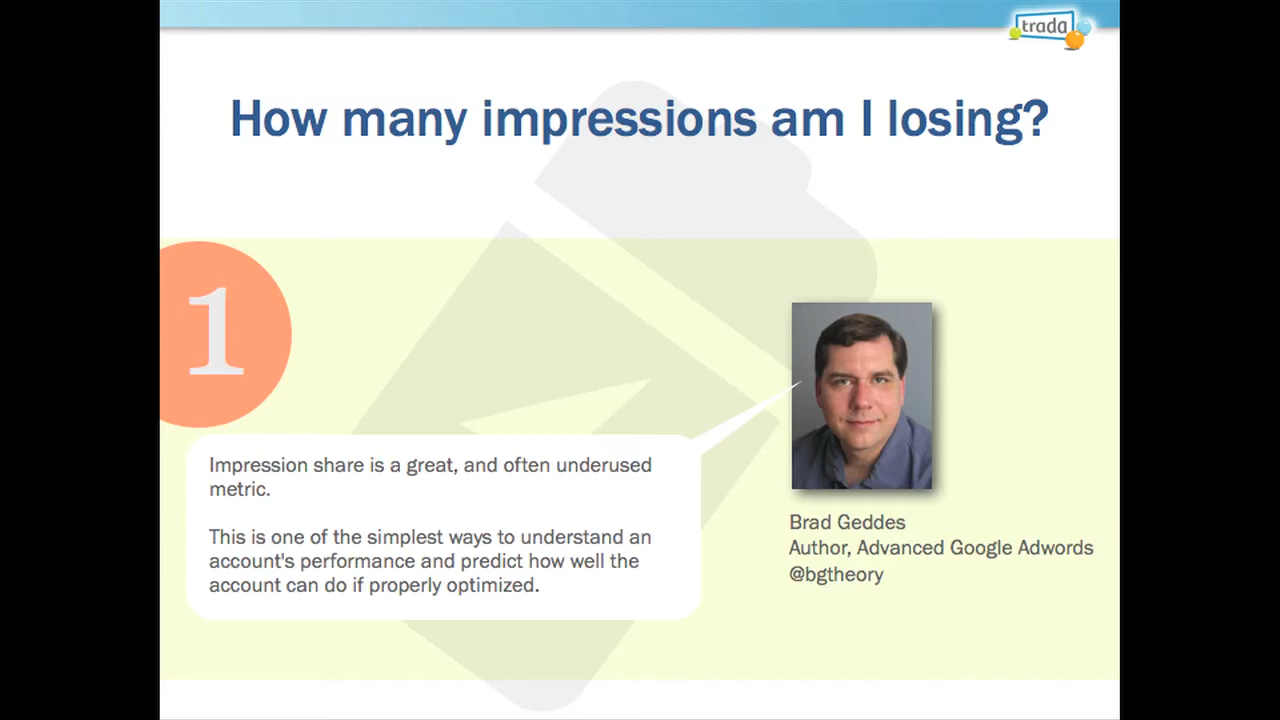 trada
How many impressions am I losing?
1
Impression share is a great, and often underused
metric.
This is one of the simplest ways to understand an
account's performance and predict how well the
account can do if properly optimized.
Brad Geddes
Author, Advanced Google Adwords
@bgtheory